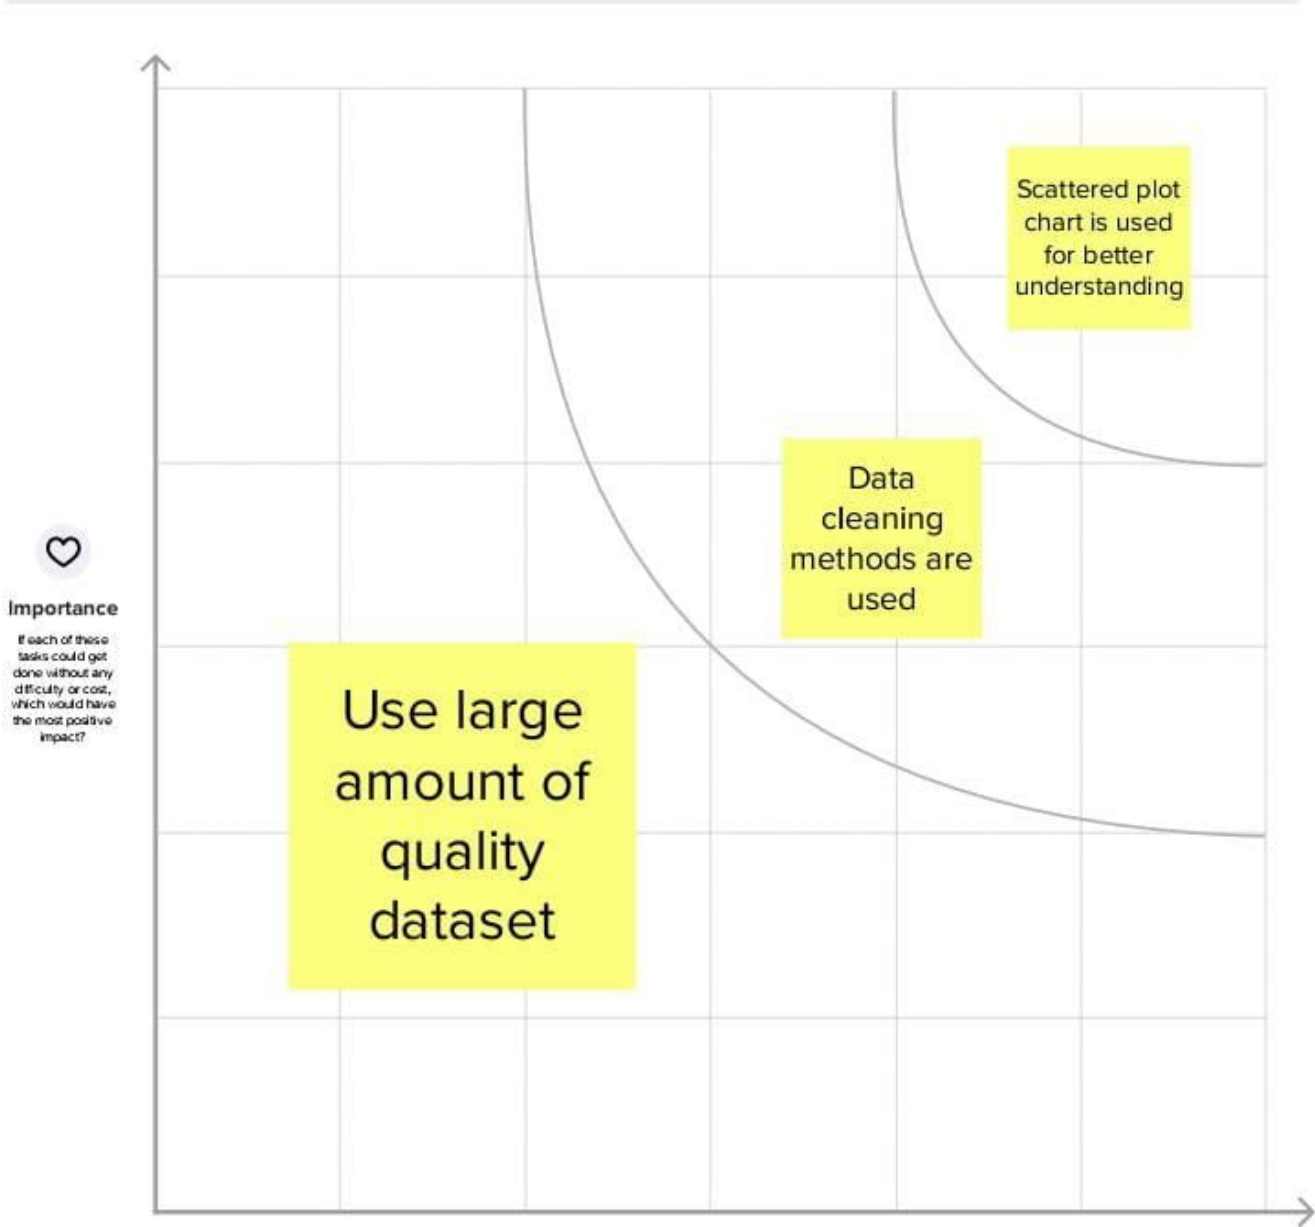 Scattered plot
chart is used
for better
understanding
Data
cleaning
methods are
used
Importance
If each of these
tasks could get
done without any
difficulty or cost,
which would have
the most positive
impact?
Use large
amount of
quality
dataset